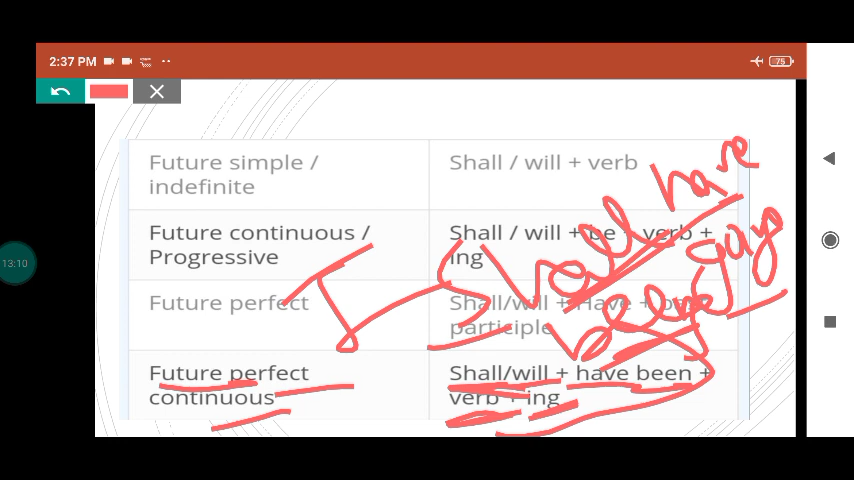 2:37 PM
75
Future simple / Shall / will + verb
indefinite
Future continuous / Shall / will + be + verb +
Progressive ing
Future perfect Shall/will + Have + participle
Future perfect Shall/will + have been +
continuous verb + ing
I shall have
13:10